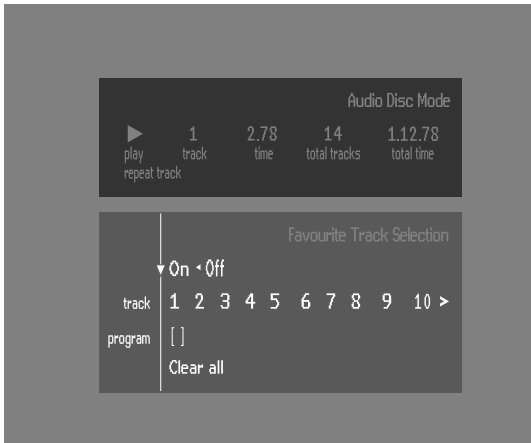 Audio Disc Mode
1 2.78 14 1.12.78
play track time total tracks total time
repeat track
Favourite Track Selection
On Off
track 1 2 3 4 5 6 7 8 9 10 >
program [ ]
Clear all